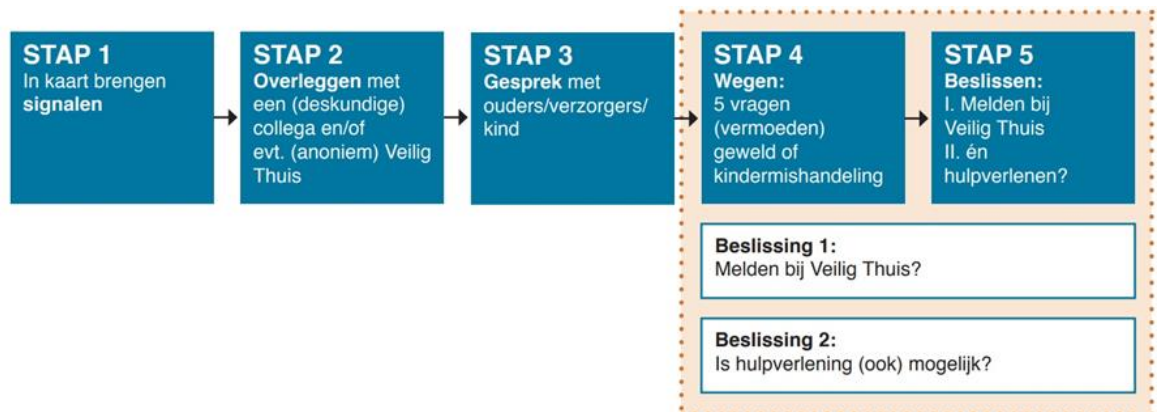 STAP 1
In kaart brengen
signalen
STAP 2
Overleggen met
een (deskundige)
collega en/of
evt. (anoniem) Veilig
Thuis
STAP 3
Gesprek met
ouders/verzorgers/
kind
STAP 4
Wegen:
5 vragen
(vermoeden)
geweld of
kindermishandeling
STAP 5
Beslissen:
I. Melden bij
Veilig Thuis
II. én
hulpverlenen?
Beslissing 1:
Melden bij Veilig Thuis?
Beslissing 2:
Is hulpverlening (ook) mogelijk?